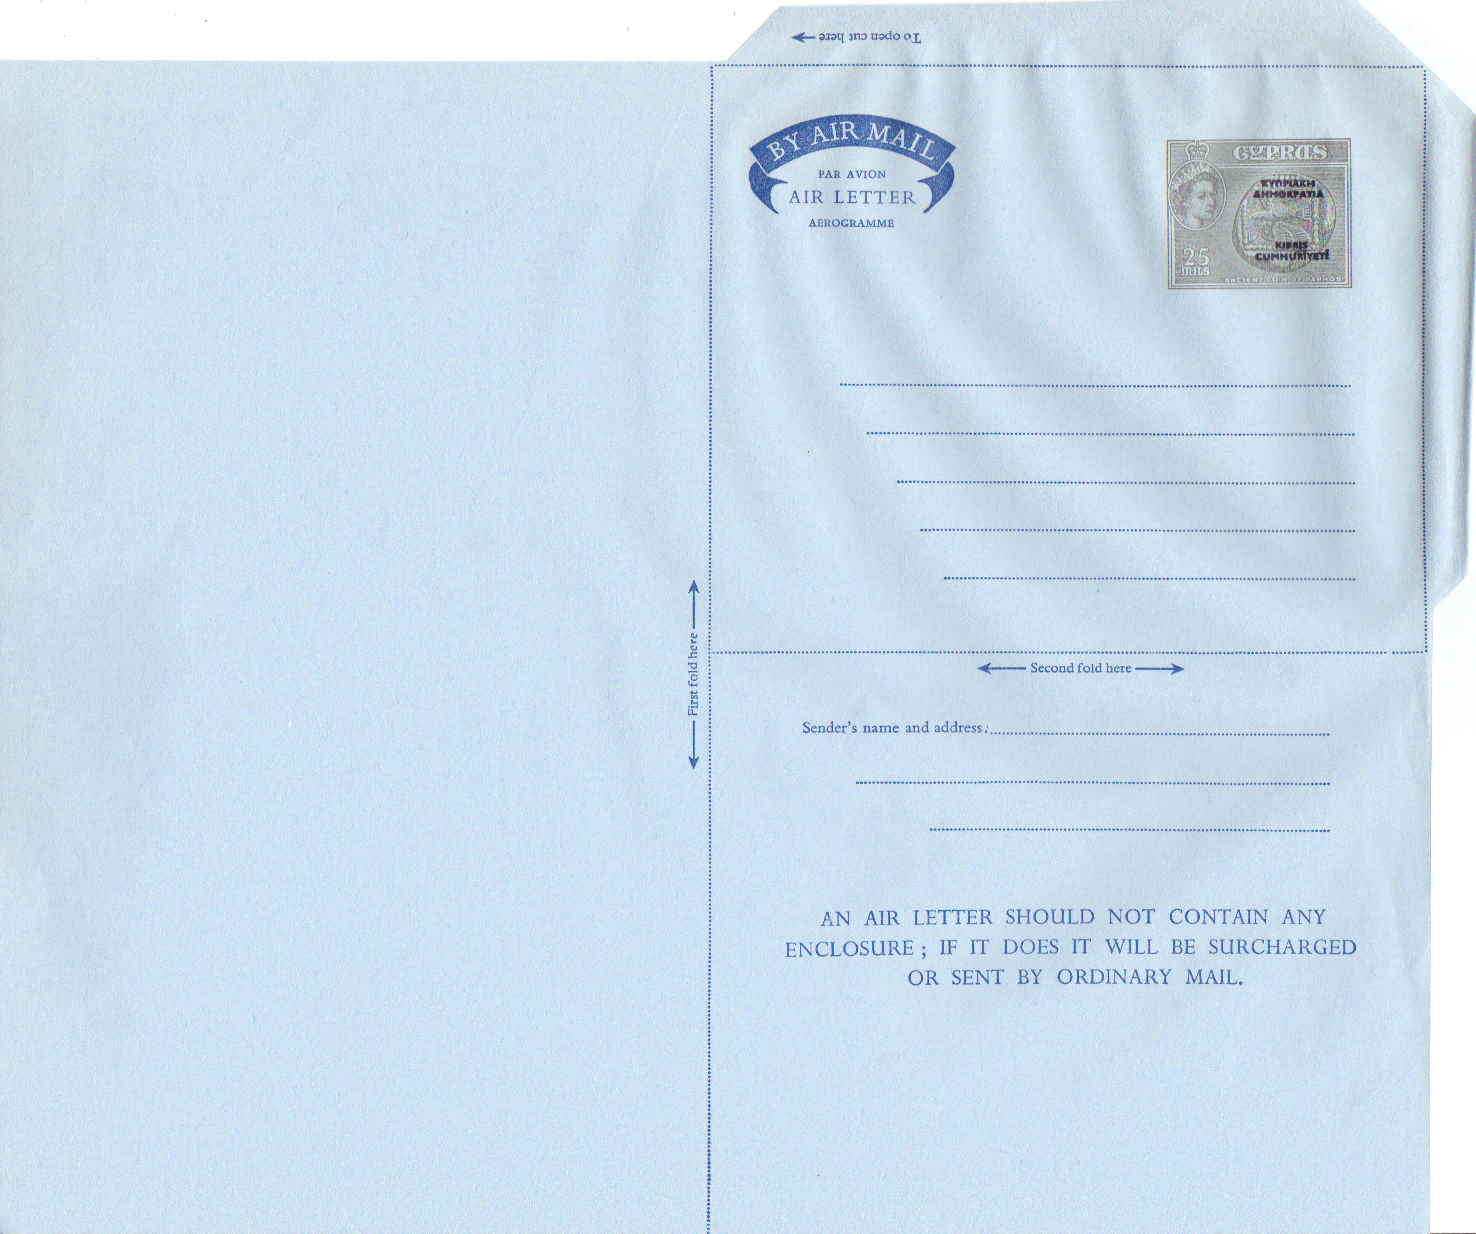 To open cut here
BY AIR MAIL
PAR AVION
AIR LETTER
AEROGRAMME
CYPRUS
ΚΥΠΡΙΑΚΗ
ΔΗΜΟΚΡΑΤΙΑ
KIBRIS
CUMHURİYETİ
25
MILS
First fold here
Second fold here
Sender's name and address:
AN AIR LETTER SHOULD NOT CONTAIN ANY
ENCLOSURE ; IF IT DOES IT WILL BE SURCHARGED
OR SENT BY ORDINARY MAIL.